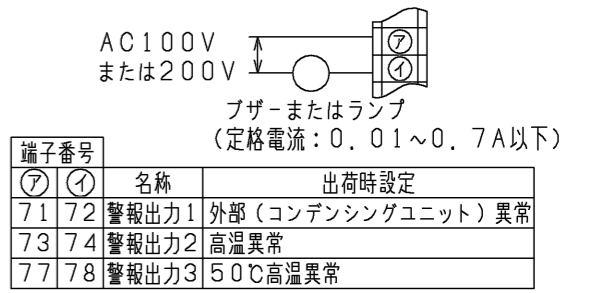 AC100V
または200V
㋐
㋑
ブザーまたはランプ
（定格電流：0．01～0．7A以下）
端子番号
㋐ ㋑ 名称 出荷時設定
71 72 警報出力1 外部（コンデンシングユニット）異常
73 74 警報出力2 高温異常
77 78 警報出力3 50℃高温異常